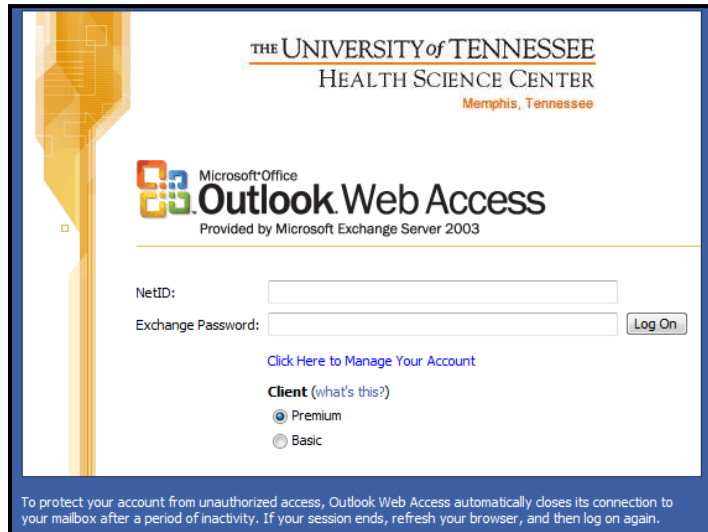 THE UNIVERSITY of TENNESSEE
HEALTH SCIENCE CENTER
Memphis, Tennessee
Microsoft Office
Outlook Web Access
Provided by Microsoft Exchange Server 2003
NetID:
Exchange Password:
Log On
Click Here to Manage Your Account
Client (what's this?)
Premium
Basic
To protect your account from unauthorized access, Outlook Web Access automatically closes its connection to
your mailbox after a period of inactivity. If your session ends, refresh your browser, and then log on again.